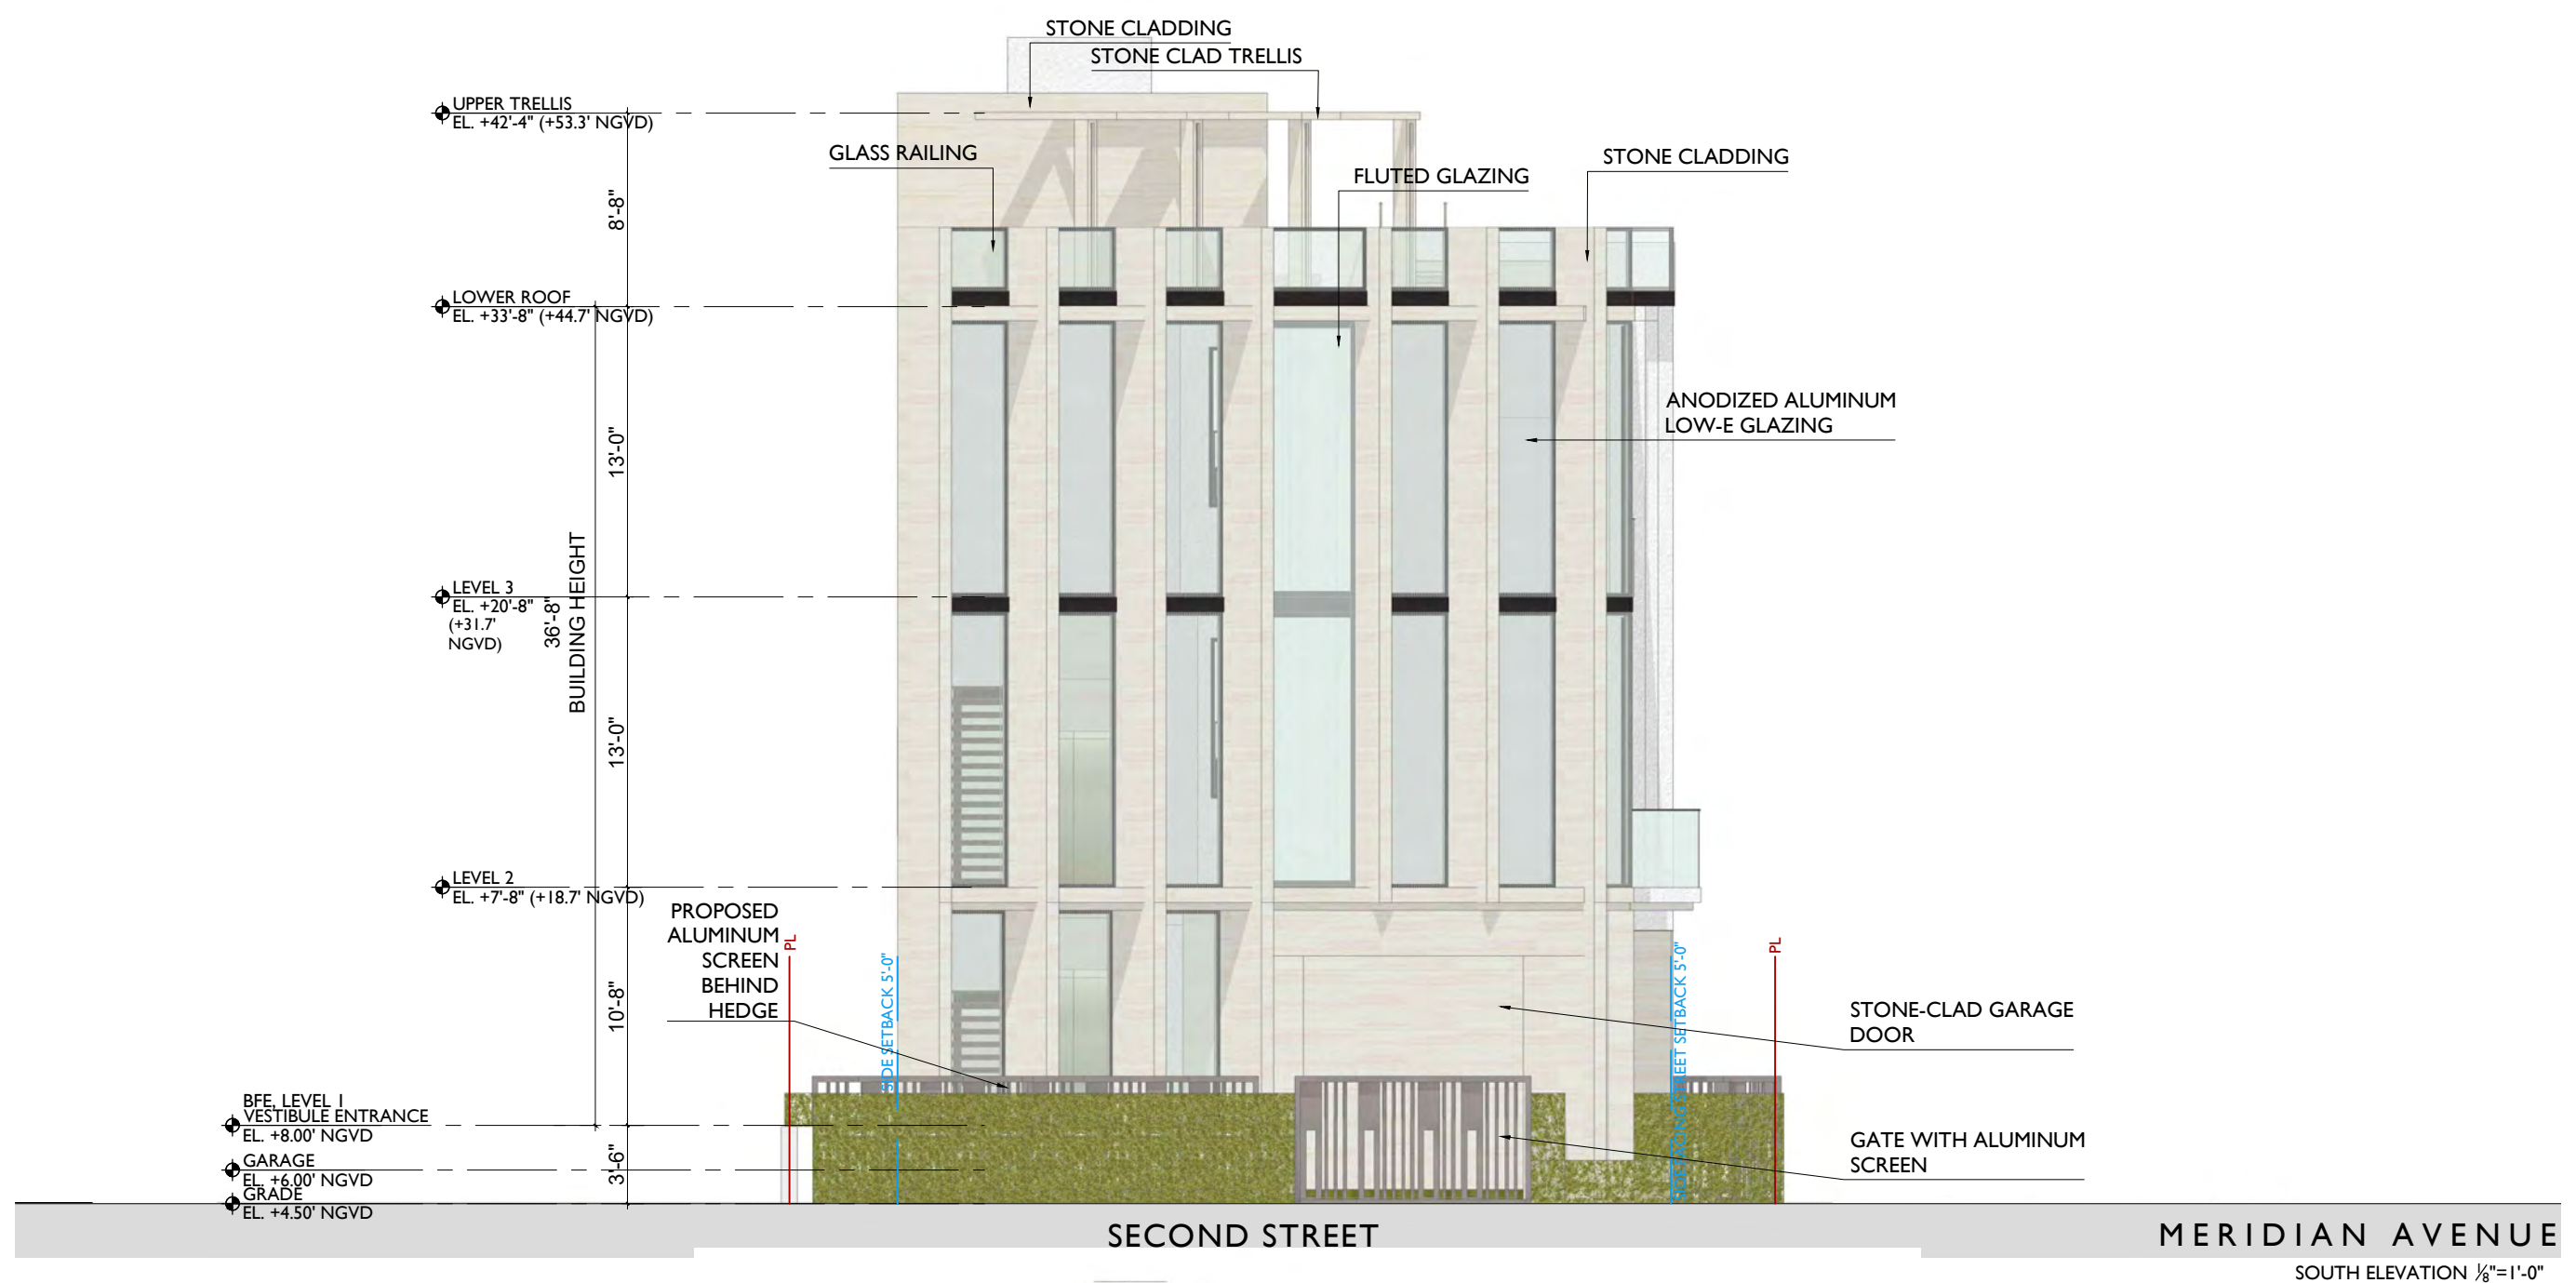 STONE CLADDING
STONE CLAD TRELLIS
UPPER TRELLIS
EL. +42'-4" (+53.3' NGVD)
GLASS RAILING
STONE CLADDING
FLUTED GLAZING
8'-8"
LOWER ROOF
EL. +33'-8" (+44.7' NGVD)
ANODIZED ALUMINUM
LOW-E GLAZING
13'-0"
LEVEL 3
EL. +20'-8"
(+31.7'
NGVD)
36'-8"
BUILDING HEIGHT
13'-0"
LEVEL 2
EL. +7'-8" (+18.7' NGVD)
PROPOSED
ALUMINUM
SCREEN
BEHIND
HEDGE
PL
SIDE SETBACK 5'-0"
SIDE FACING STREET SETBACK 5'-0"
PL
10'-8"
STONE-CLAD GARAGE
DOOR
BFE, LEVEL 1
VESTIBULE ENTRANCE
EL. +8.00' NGVD
GARAGE
EL. +6.00' NGVD
GRADE
EL. +4.50' NGVD
3'-6"
GATE WITH ALUMINUM
SCREEN
SECOND STREET
MERIDIAN AVENUE
SOUTH ELEVATION ⅛"=1'-0"